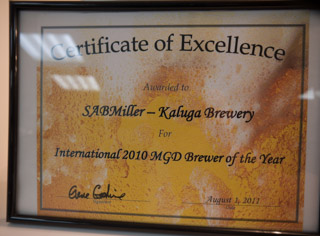 Certificate of Excellence
Awarded to
SABMiller – Kaluga Brewery
For
International 2010 MGD Brewer of the Year
August 1, 2011